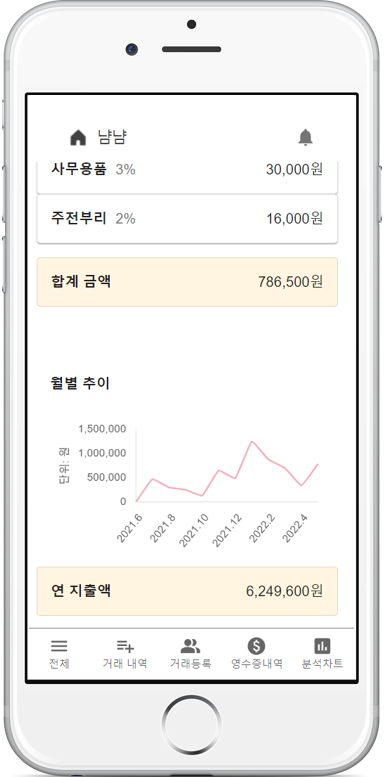 냠냠
사무용품 3% 30,000원
주전부리 2% 16,000원
합계 금액 786,500원
월별 추이
단위: 원
1,500,000
1,000,000
500,000
0
2021.6 2021.8 2021.10 2021.12 2022.2 2022.4
연 지출액 6,249,600원
전체 거래 내역 거래등록 영수증내역 분석차트